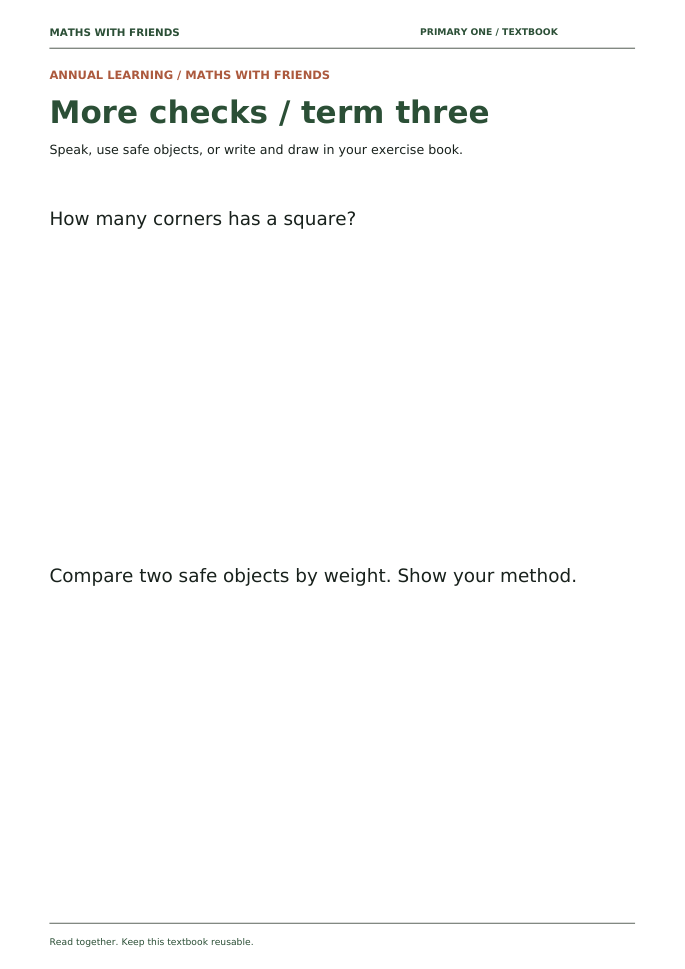 MATHS WITH FRIENDS
PRIMARY ONE / TEXTBOOK
ANNUAL LEARNING / MATHS WITH FRIENDS
More checks / term three
Speak, use safe objects, or write and draw in your exercise book.
How many corners has a square?
Compare two safe objects by weight. Show your method.
Read together. Keep this textbook reusable.